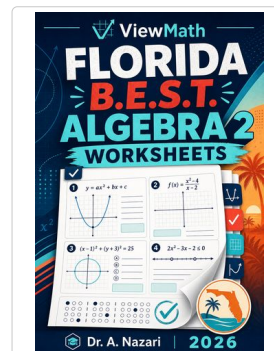 ViewMath
FLORIDA
B.E.S.T.
ALGEBRA 2
WORKSHEETS
1 y = ax² + bx + c
2 f(x) = x²-4 / x-2
3 (x-1)² + (y+3)² = 25
4 2x² - 3x - 2 ≤ 0
Dr. A. Nazari | 2026